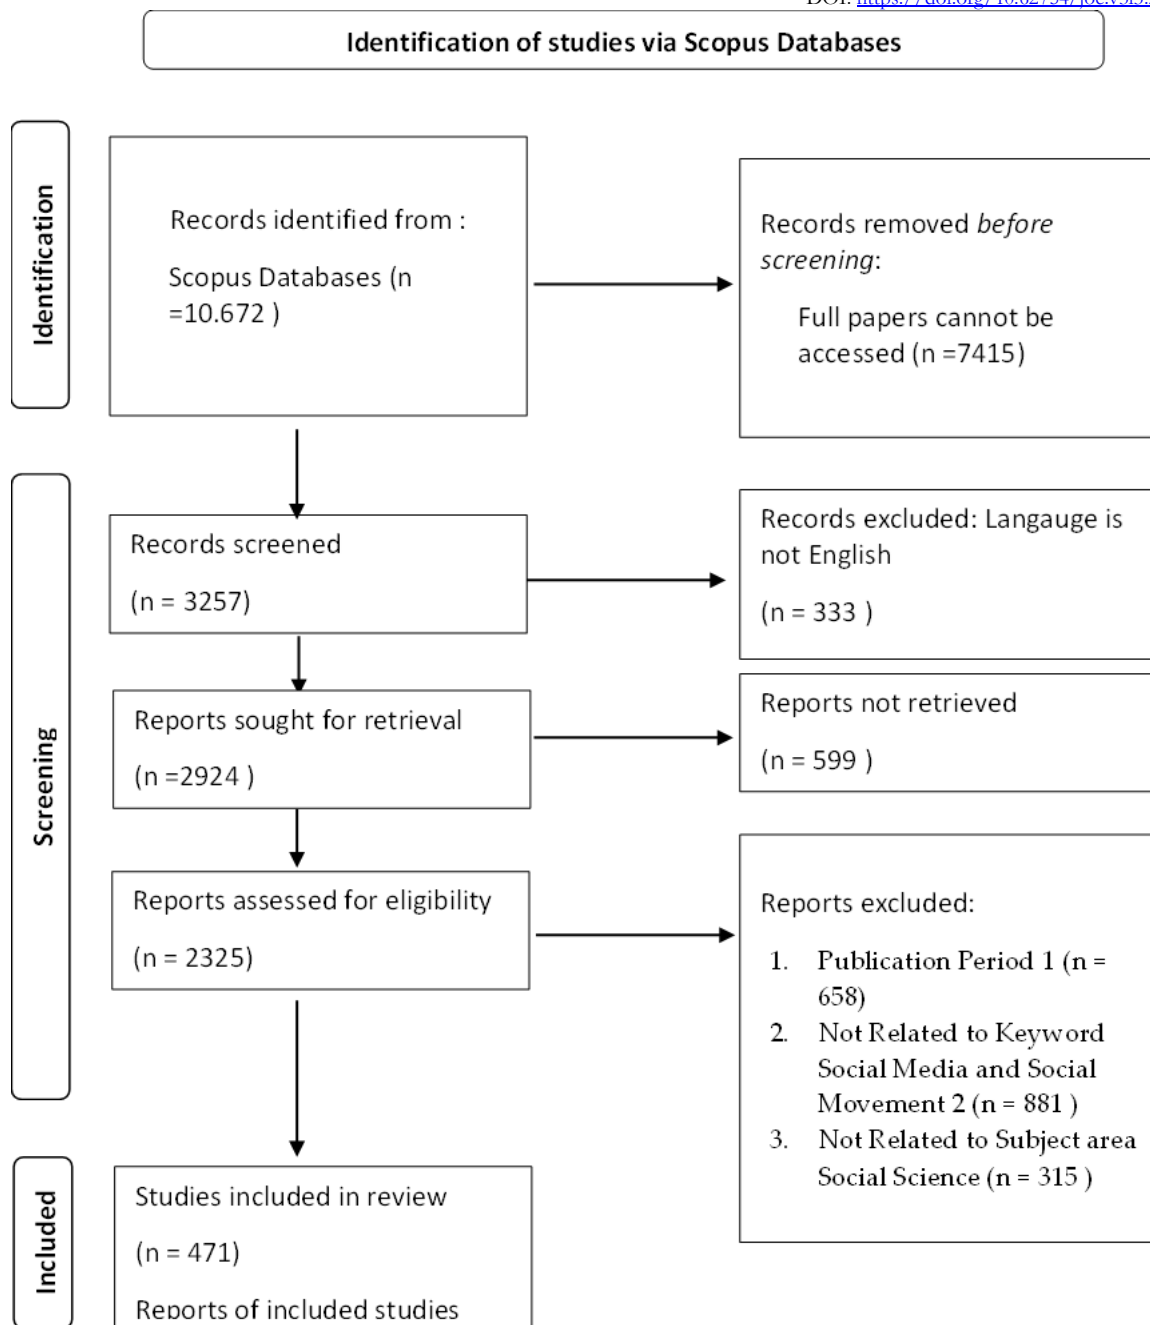 Identification of studies via Scopus Databases
Identification
Records identified from :
Scopus Databases (n
=10.672 )
Records removed before
screening:
Full papers cannot be
accessed (n =7415)
Screening
Records screened
(n = 3257)
Records excluded: Langauge is
not English
(n = 333 )
Reports sought for retrieval
(n =2924 )
Reports not retrieved
(n = 599 )
Reports assessed for eligibility
(n = 2325)
Reports excluded:
1. Publication Period 1 (n =
658)
2. Not Related to Keyword
Social Media and Social
Movement 2 (n = 881 )
3. Not Related to Subject area
Social Science (n = 315 )
Included
Studies included in review
(n = 471)
Reports of included studies